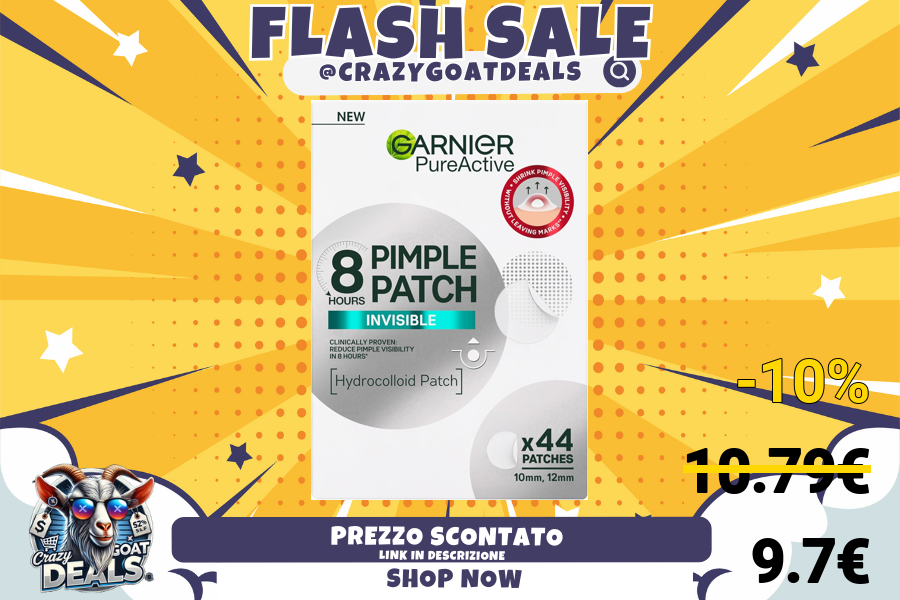 FLASH SALE
@CRAZYGOATDEALS
NEW
GARNIER
PureActive
• SHRINK PIMPLE VISIBILITY •
WITHOUT LEAVING MARKS**
8
HOURS
PIMPLE
PATCH
INVISIBLE
CLINICALLY PROVEN:
REDUCE PIMPLE VISIBILITY
IN 8 HOURS*
[Hydrocolloid Patch]
x44
PATCHES
10mm, 12mm
-10%
10.79€
9.7€
$
52%
Crazy
GOAT
DEALS
PREZZO SCONTATO
LINK IN DESCRIZIONE
SHOP NOW